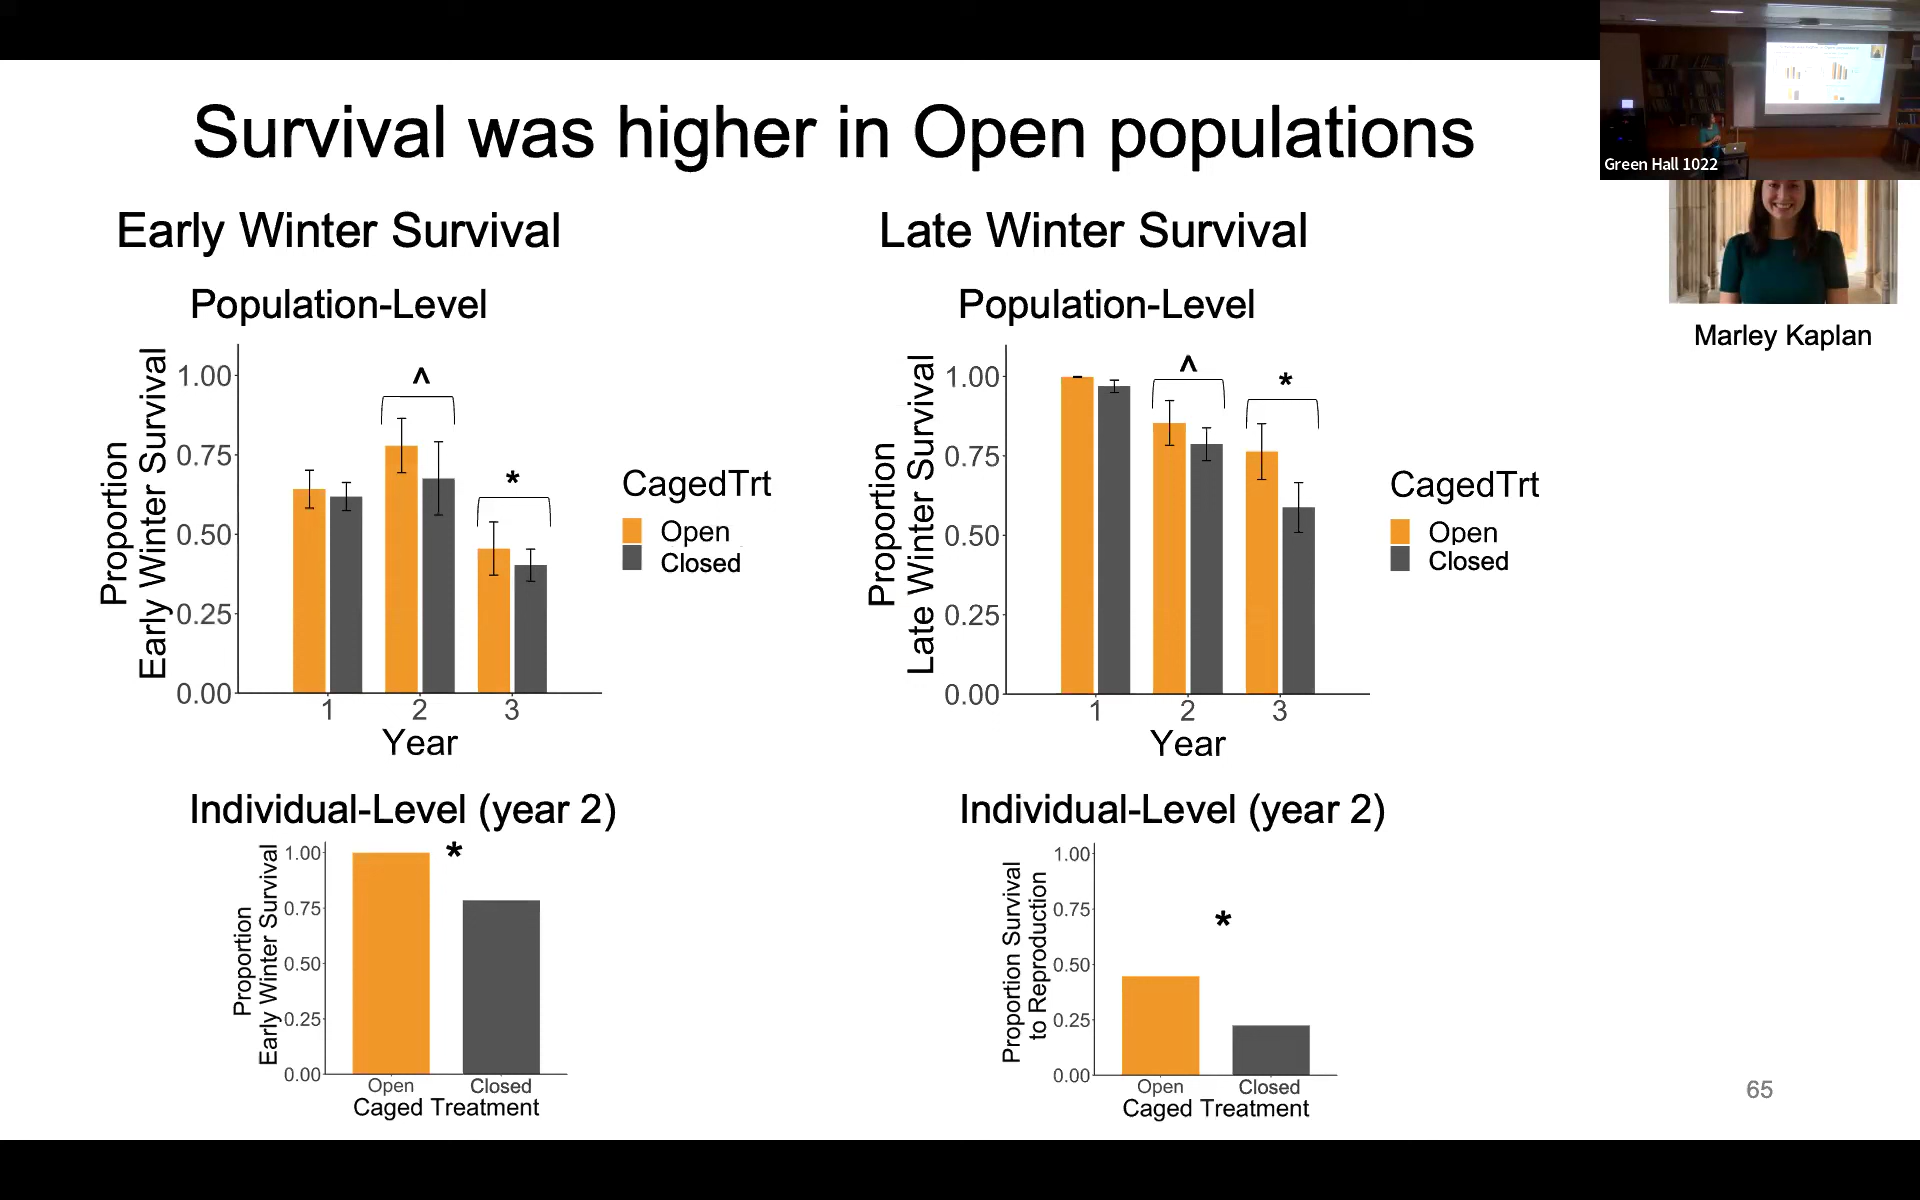 Survival was higher in Open populations
Green Hall 1022
Marley Kaplan
Early Winter Survival
Population-Level
Proportion
Early Winter Survival
1.00
0.75
0.50
0.25
0.00
^
*
1 2 3
Year
CagedTrt
Open
Closed
Late Winter Survival
Population-Level
Proportion
Late Winter Survival
1.00
0.75
0.50
0.25
0.00
^
*
1 2 3
Year
CagedTrt
Open
Closed
Individual-Level (year 2)
Proportion
Early Winter Survival
1.00
0.75
0.50
0.25
0.00
*
Open Closed
Caged Treatment
Individual-Level (year 2)
Proportion Survival
to Reproduction
1.00
0.75
0.50
0.25
0.00
*
Open Closed
Caged Treatment
65